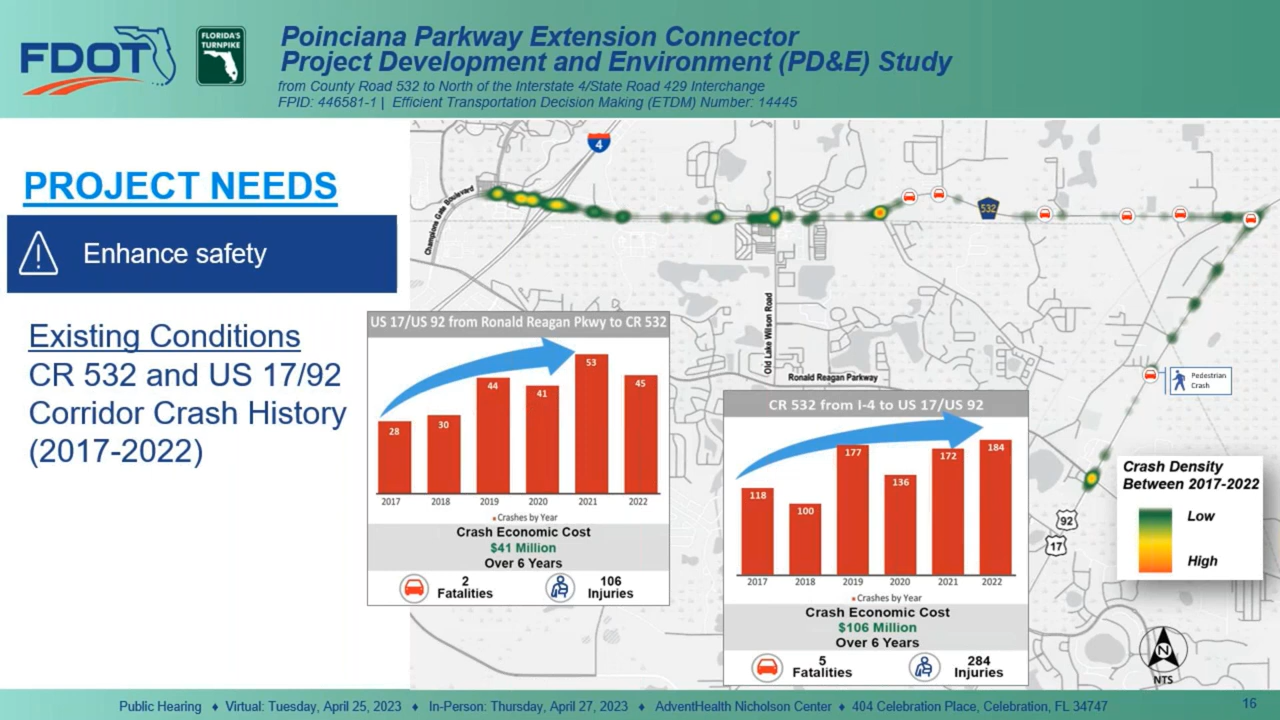 FDOT
FLORIDA'S
TURNPIKE
Poinciana Parkway Extension Connector
Project Development and Environment (PD&E) Study
from County Road 532 to North of the Interstate 4/State Road 429 Interchange
FPID: 446581-1 | Efficient Transportation Decision Making (ETDM) Number: 14445
PROJECT NEEDS
Enhance safety
Existing Conditions
CR 532 and US 17/92
Corridor Crash History
(2017-2022)
4
Champions Gate Boulevard
532
Old Lake Wilson Road
Ronald Reagan Parkway
Pedestrian
Crash
92
17
US 17/US 92 from Ronald Reagan Pkwy to CR 532
28
30
44
41
53
45
2017 2018 2019 2020 2021 2022
Crashes by Year
Crash Economic Cost
$41 Million
Over 6 Years
2
Fatalities
106
Injuries
CR 532 from I-4 to US 17/US 92
118
100
177
136
172
184
2017 2018 2019 2020 2021 2022
Crashes by Year
Crash Economic Cost
$106 Million
Over 6 Years
5
Fatalities
284
Injuries
Crash Density
Between 2017-2022
Low
High
N
NTS
Public Hearing ♦ Virtual: Tuesday, April 25, 2023 ♦ In-Person: Thursday, April 27, 2023 ♦ AdventHealth Nicholson Center ♦ 404 Celebration Place, Celebration, FL 34747
16